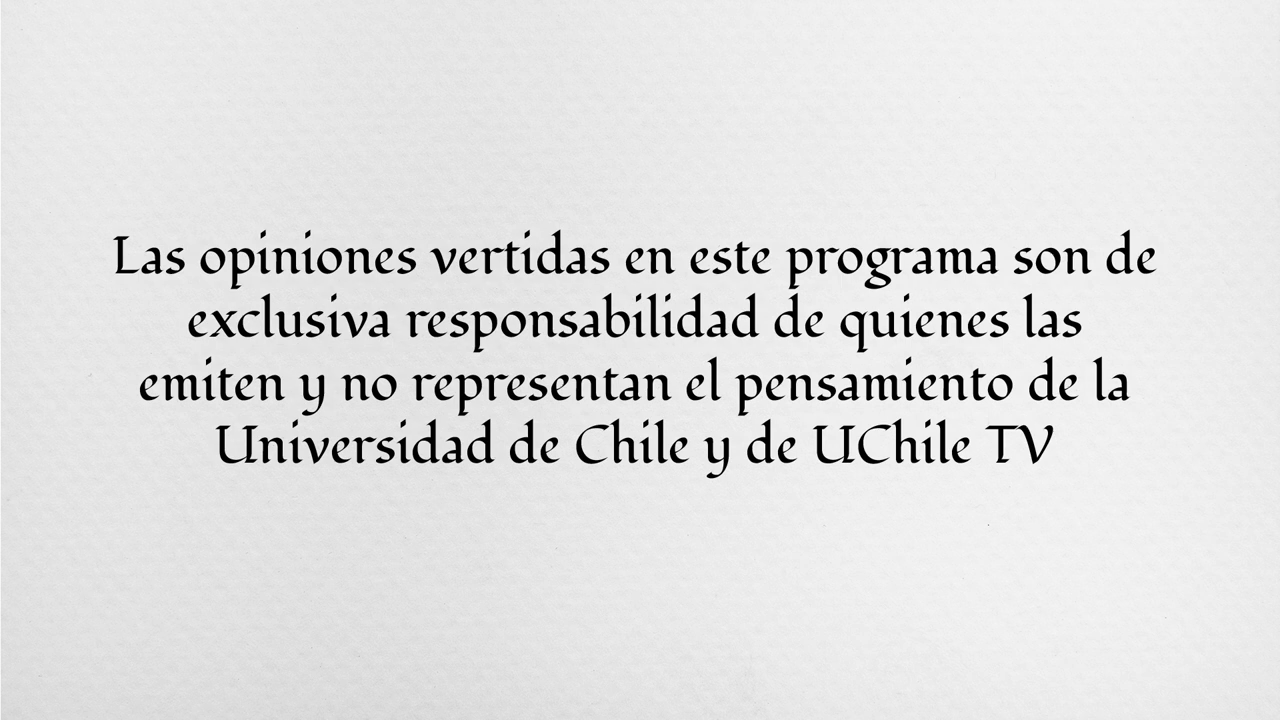 Las opiniones vertidas en este programa son de
exclusiva responsabilidad de quienes las
emiten y no representan el pensamiento de la
Universidad de Chile y de UChile TV